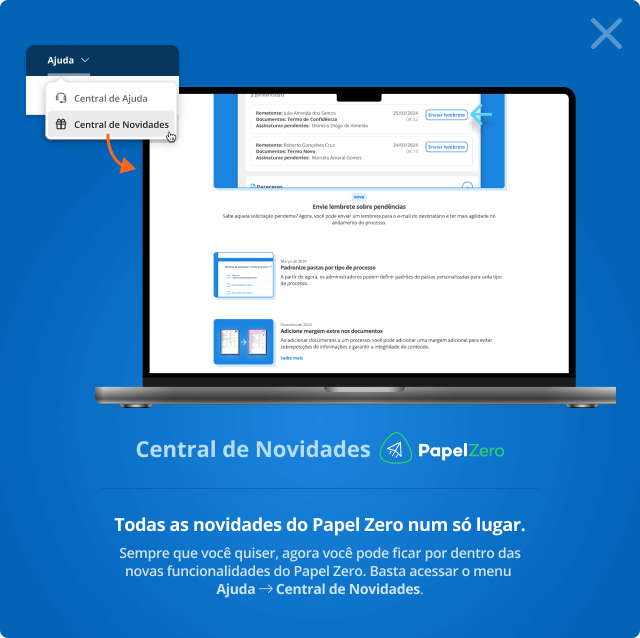 Ajuda
Central de Ajuda
Central de Novidades
Remetente: Julia Almeida dos Santos
25/03/2024
Documentos: Termo de Confidência
08:32
Assinaturas pendentes: Dionísio Diogo de Almeida
Enviar lembrete
Remetente: Roberto Gonçalves Cruz
24/03/2024
Documentos: Termo Novo
08:14
Assinaturas pendentes: Marcela Amaral Gomes
Enviar lembrete
Pareceres
NOVO
Envie lembrete sobre pendências
Sabe aquela solicitação pendente? Agora, você pode enviar um lembrete para o e-mail do destinatário e ter mais agilidade no
andamento do processo.
Março de 2024
Padronize pastas por tipo de processo
A partir de agora, os administradores podem definir padrões de pastas personalizadas para cada tipo
de processo.
Fevereiro de 2024
Adicione margem extra nos documentos
Ao adicionar documentos a um processo, você pode adicionar uma margem adicional para evitar
sobreposições de informações e garantir a integridade do conteúdo.
Saiba mais
Central de Novidades PapelZero
Todas as novidades do Papel Zero num só lugar.
Sempre que você quiser, agora você pode ficar por dentro das
novas funcionalidades do Papel Zero. Basta acessar o menu
Ajuda → Central de Novidades.